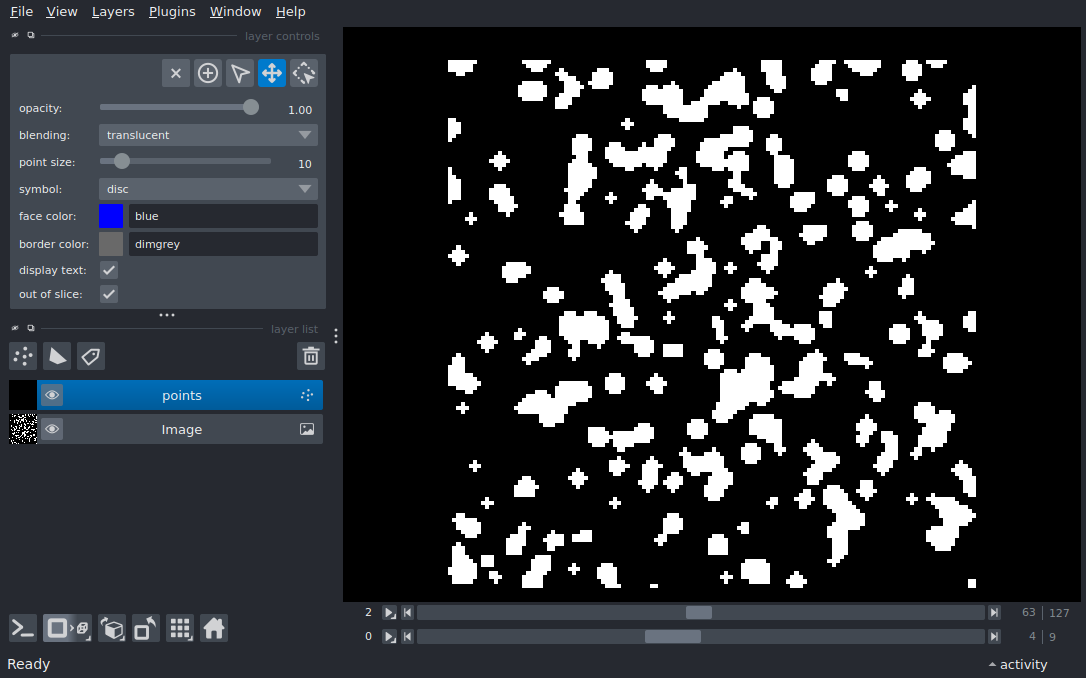 File View Layers Plugins Window Help
layer controls
opacity: 1.00
blending: translucent
point size: 10
symbol: disc
face color: blue
border color: dimgrey
display text:
out of slice:
layer list
points
Image
2 63 | 127
0 4 | 9
Ready activity